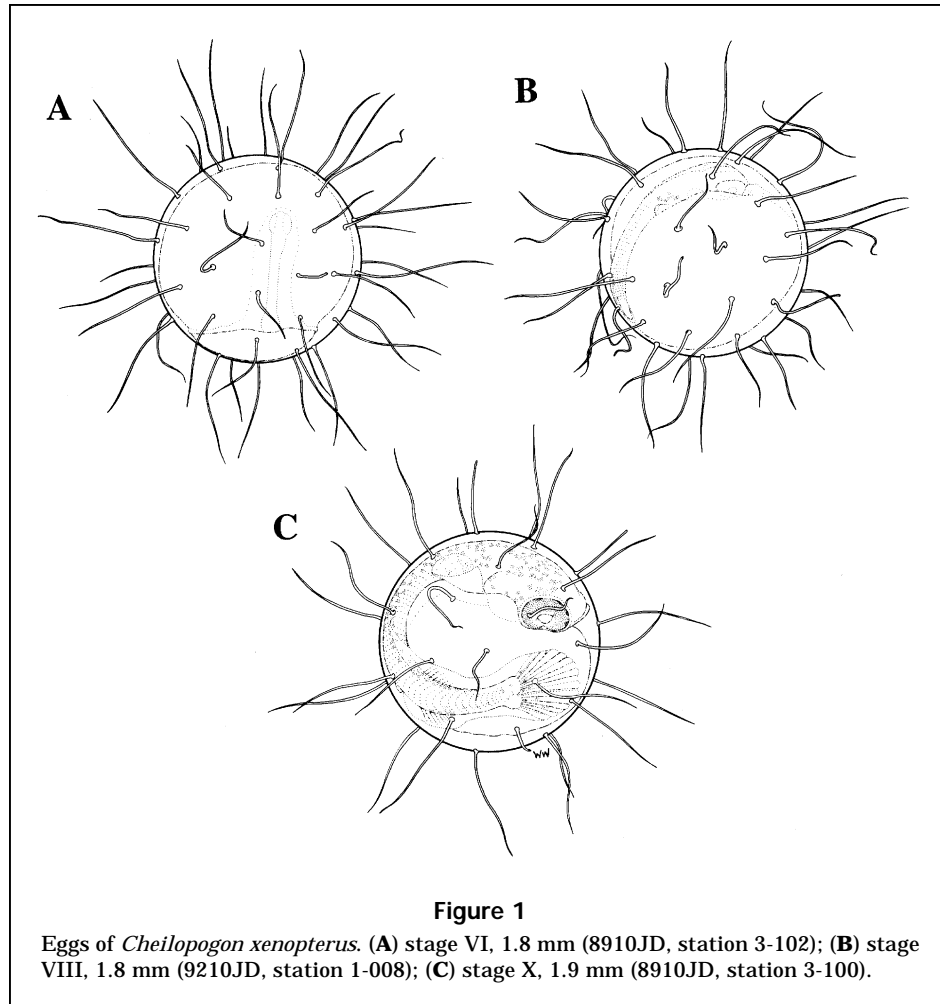 A
B
C
WW
Figure 1
Eggs of Cheilopogon xenopterus. (A) stage VI, 1.8 mm (8910JD, station 3-102); (B) stage
VIII, 1.8 mm (9210JD, station 1-008); (C) stage X, 1.9 mm (8910JD, station 3-100).